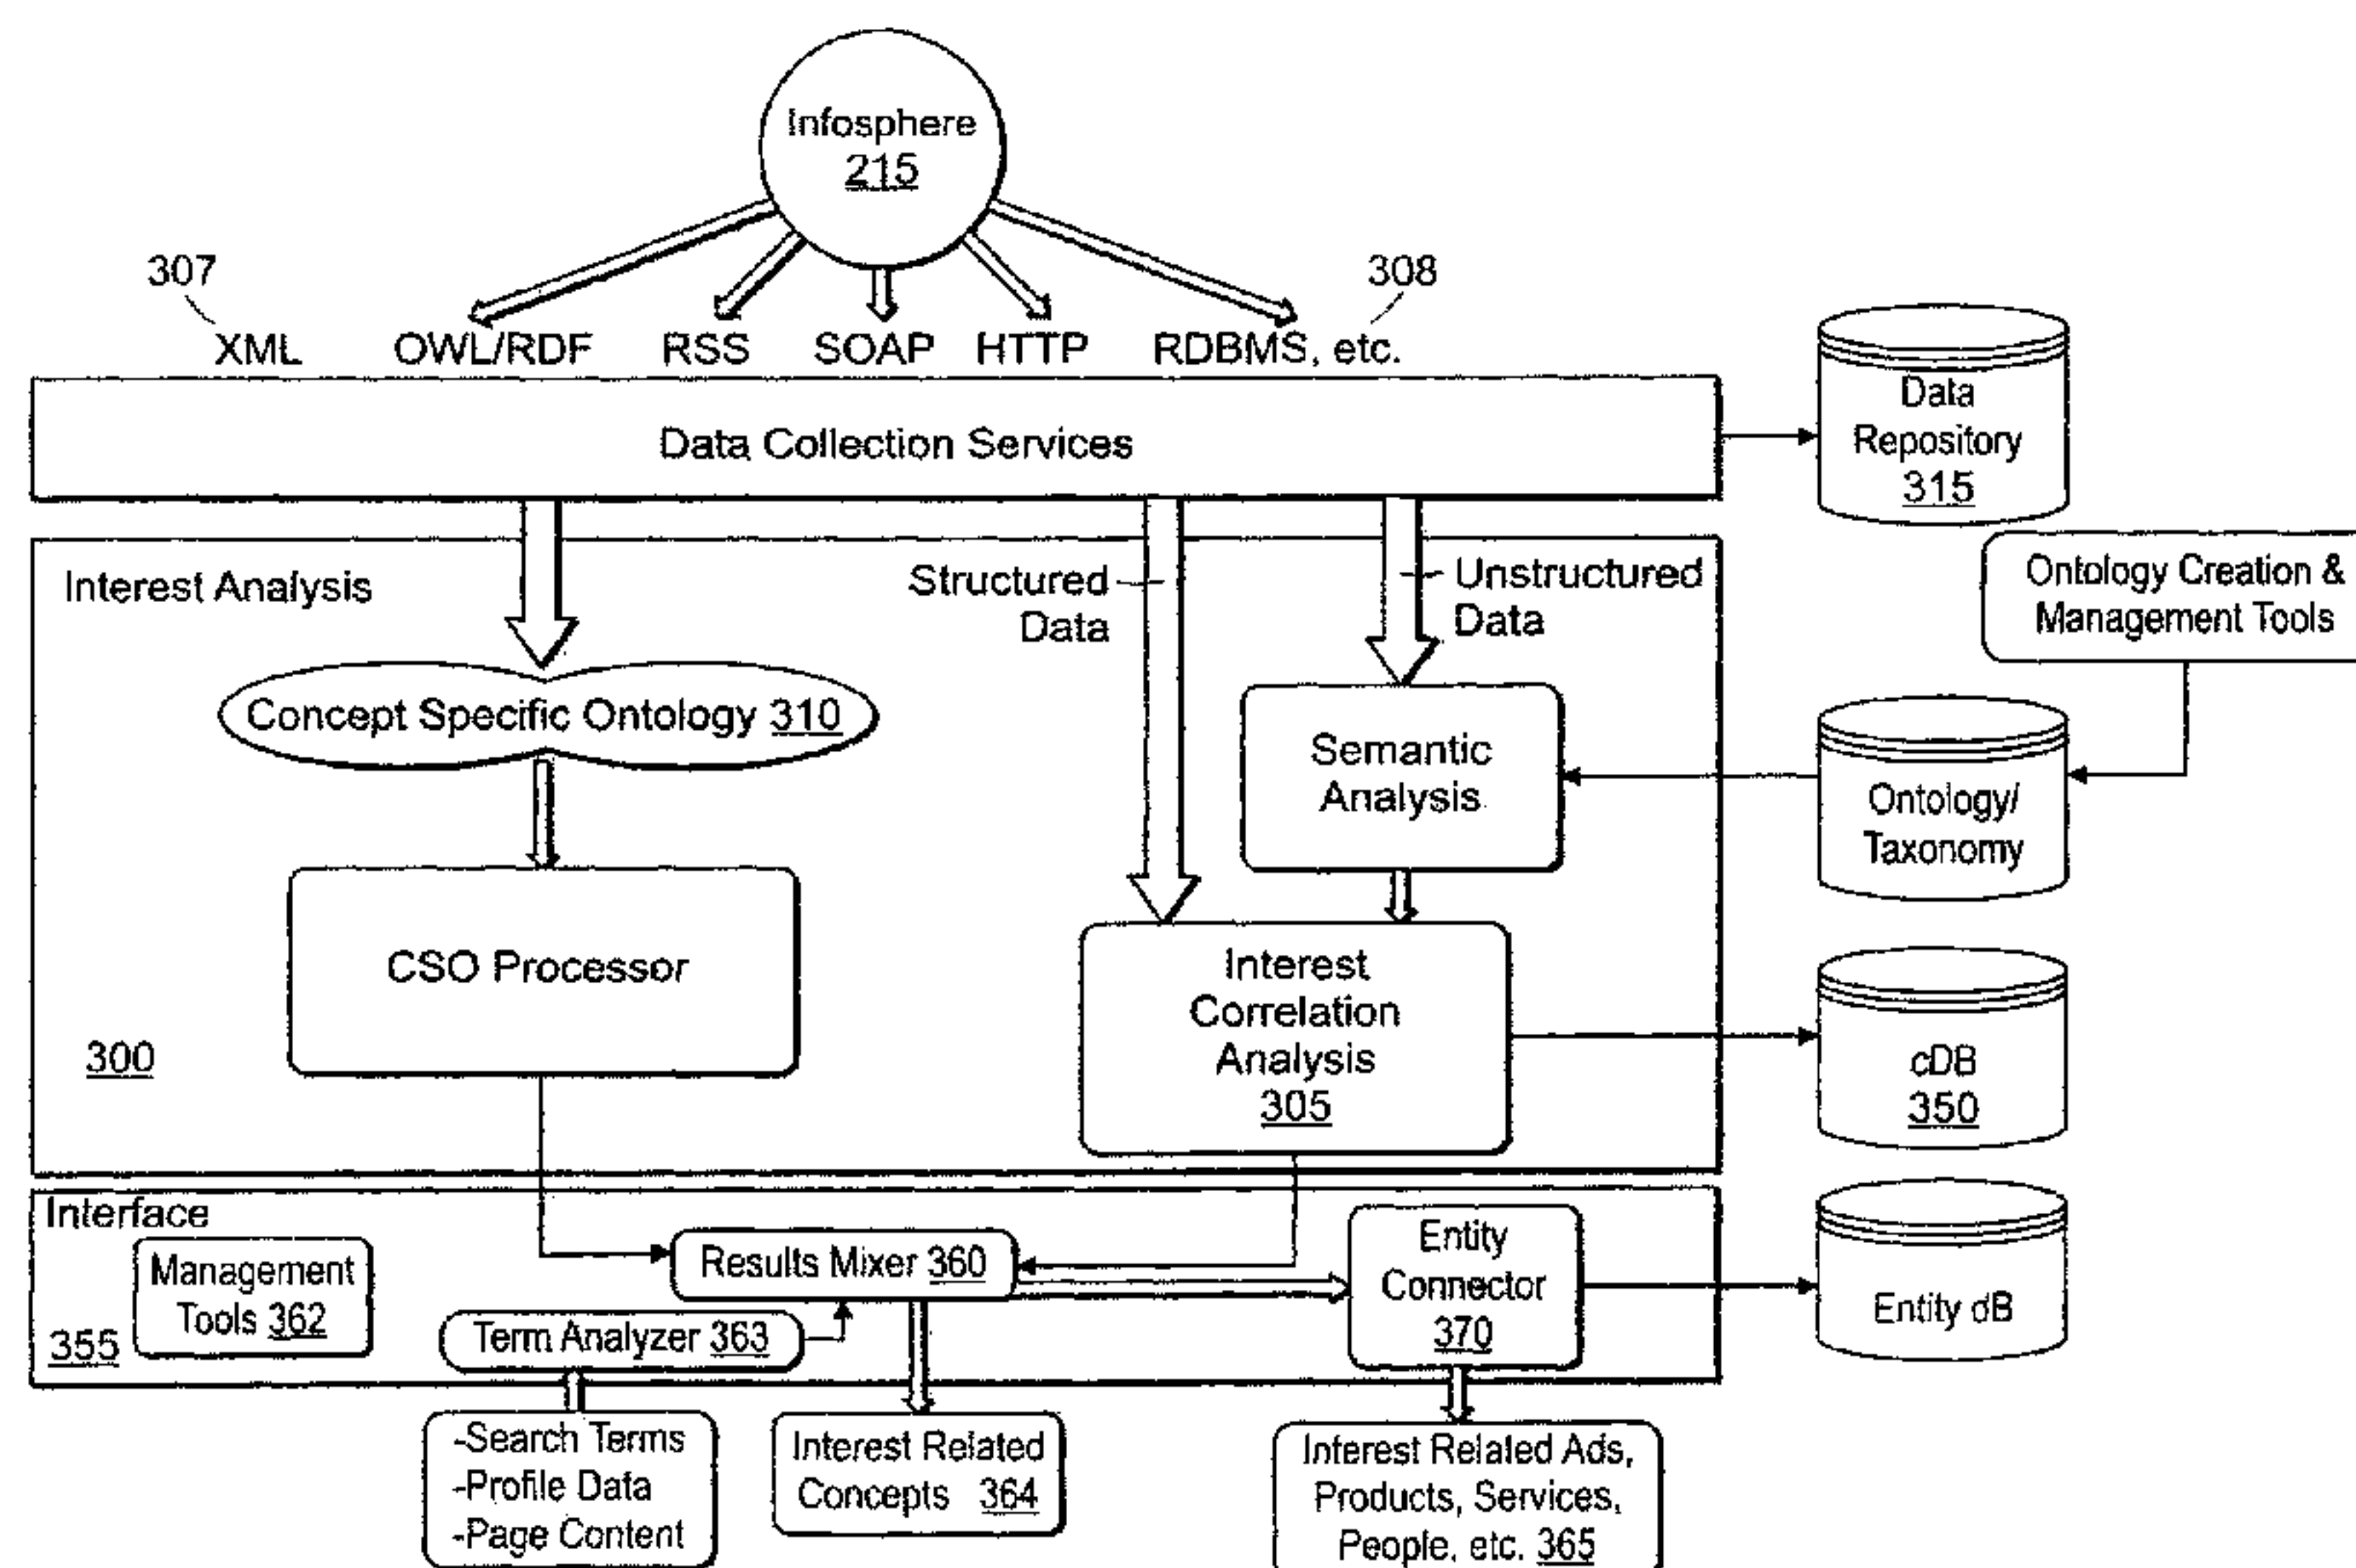 Infosphere
215
307
308
XML OWL/RDF RSS SOAP HTTP RDBMS, etc.
Data Collection Services
Data
Repository
315
Interest Analysis
Structured
Data
Unstructured
Data
Ontology Creation &
Management Tools
Concept Specific Ontology 310
Semantic
Analysis
Ontology/
Taxonomy
CSO Processor
Interest
Correlation
Analysis
305
300
cDB
350
Interface
Management
Tools 362
355
Results Mixer 360
Term Analyzer 363
Entity
Connector
370
Entity dB
-Search Terms
-Profile Data
-Page Content
Interest Related
Concepts 364
Interest Related Ads,
Products, Services,
People, etc. 365